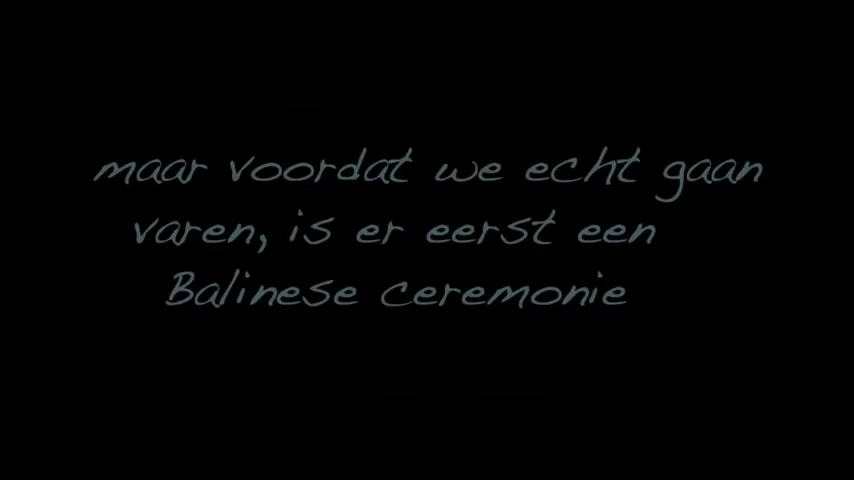 maar voordat we echt gaan
varen, is er eerst een
Balinese ceremonie